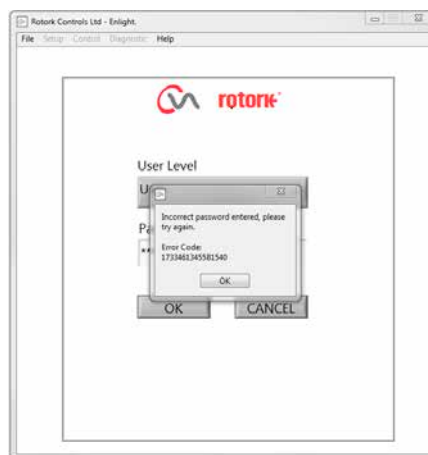 Rotork Controls Ltd - Enlight.
File Setup Control Diagnostic Help
rotork
User Level
U
Incorrect password entered, please
try again.
Error Code:
1733461345581540
OK
Pa
**
OK CANCEL